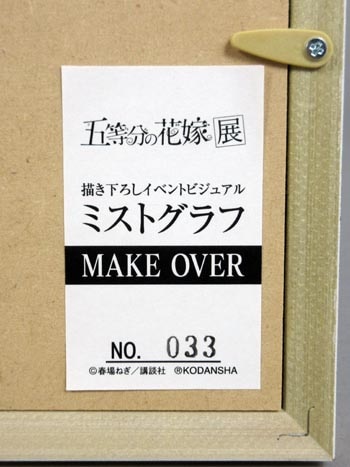 五等分の花嫁 展
描き下ろしイベントビジュアル
ミストグラフ
MAKE OVER
NO. 033
©春場ねぎ／講談社 ®KODANSHA